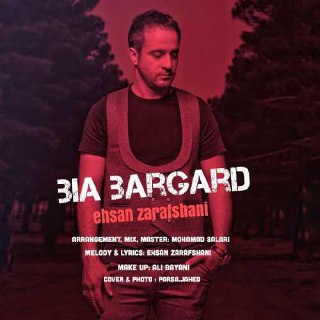 BIA BARGARD
ehsan zarafshani
ARRANGEMENT, MIX, MASTER: MOHAMAD SALARI
MELODY & LYRICS: EHSAN ZARAFSHANI
MAKE UP: ALI BAYANI
COVER & PHOTO : PARSA.JAHED